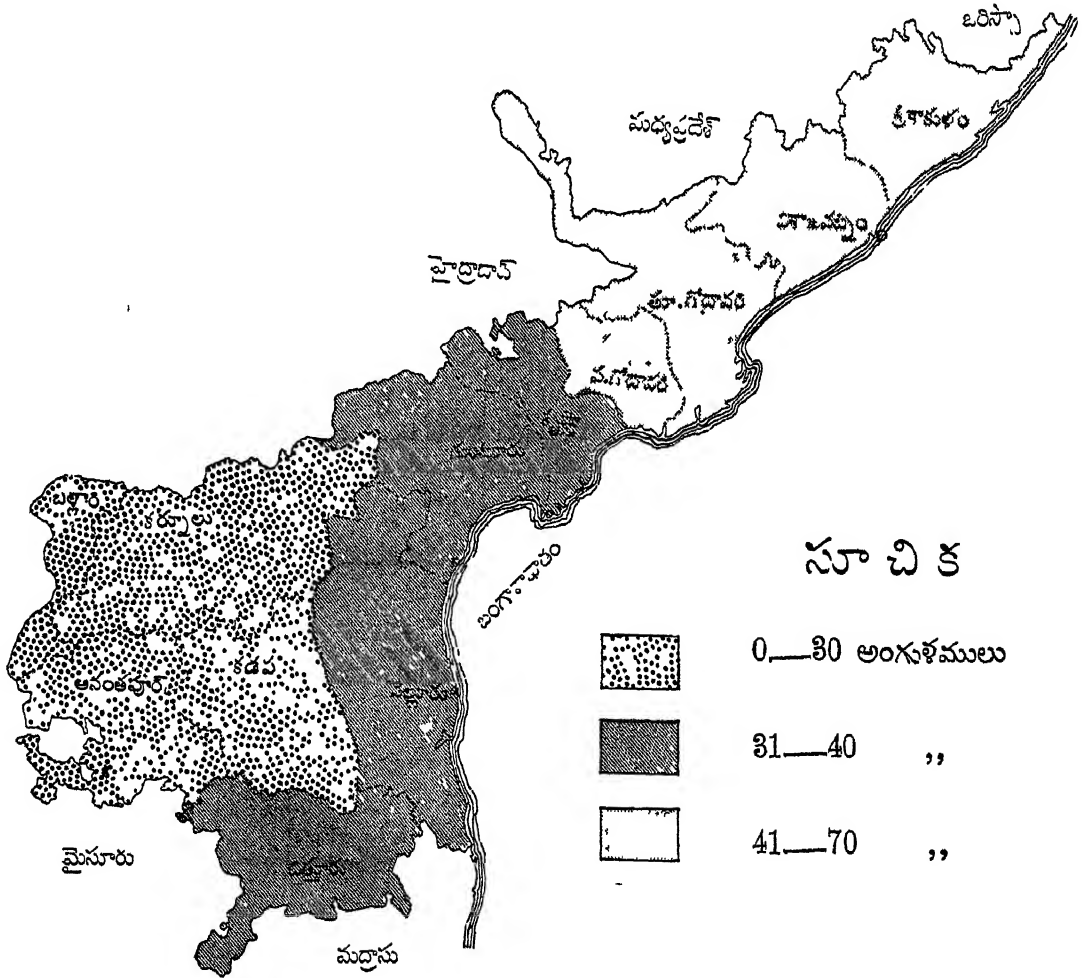 ఒరిస్సా
శ్రీకాకుళం
మధ్యప్రదేశ్
విశాఖపట్నం
హైద్రాబాద్
తూ.గోదావరి
ప.గోదావరి
కృష్ణా
గుంటూరు
బళ్లారి
కర్నూలు
బంగాళాఖాతం
సూచిక
0—30 అంగుళములు
కడప
అనంతపూర్
నెల్లూరు
31—40 ,,
41—70 ,,
మైసూరు
చిత్తూరు
మద్రాసు